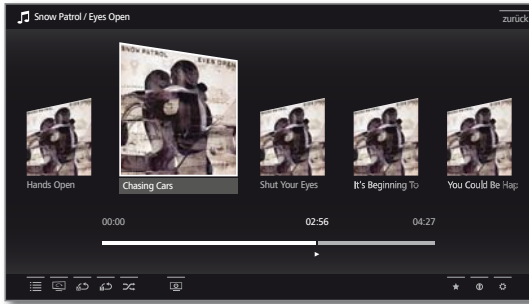 Snow Patrol / Eyes Open
zurück
SNOW PATROL
EYES OPEN
Hands Open
Chasing Cars
Shut Your Eyes
It's Beginning To
You Could Be Hap
00:00
02:56
04:27